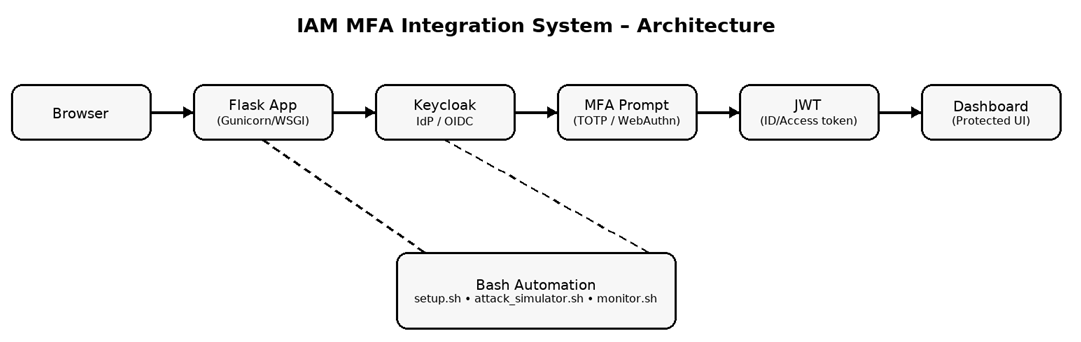 IAM MFA Integration System – Architecture
Browser
Flask App
(Gunicorn/WSGI)
Keycloak
IdP / OIDC
MFA Prompt
(TOTP / WebAuthn)
JWT
(ID/Access token)
Dashboard
(Protected UI)
Bash Automation
setup.sh • attack_simulator.sh • monitor.sh